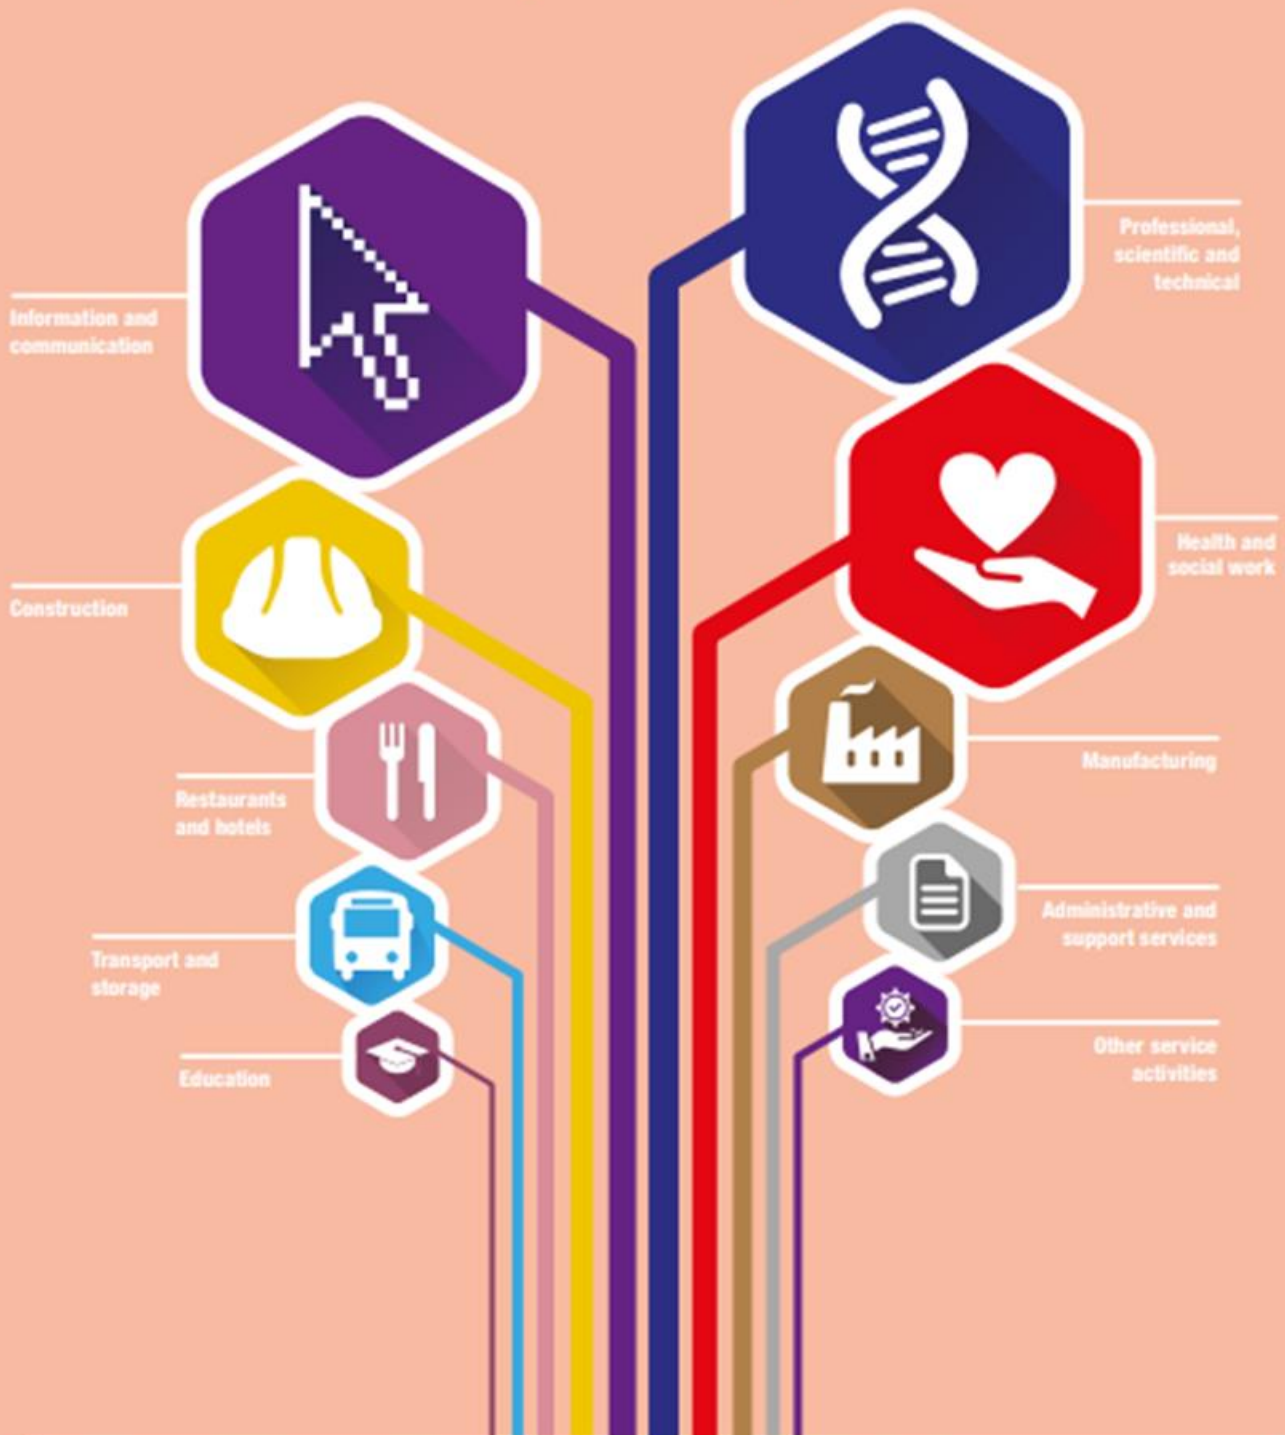 Professional,
scientific and
technical
Information and
communication
Health and
social work
Construction
Manufacturing
Restaurants
and hotels
Administrative and
support services
Transport and
storage
Other service
activities
Education